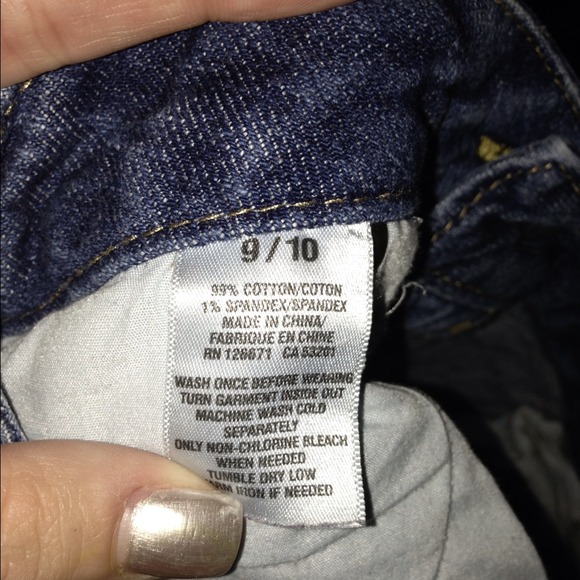 9/10
99% COTTON/COTON
1% SPANDEX/SPANDEX
MADE IN CHINA/
FABRIQUE EN CHINE
RN 126671 CA 53201
WASH ONCE BEFORE WEARING
TURN GARMENT INSIDE OUT
MACHINE WASH COLD
SEPARATELY
ONLY NON-CHLORINE BLEACH
WHEN NEEDED
TUMBLE DRY LOW
ARM IRON IF NEEDED